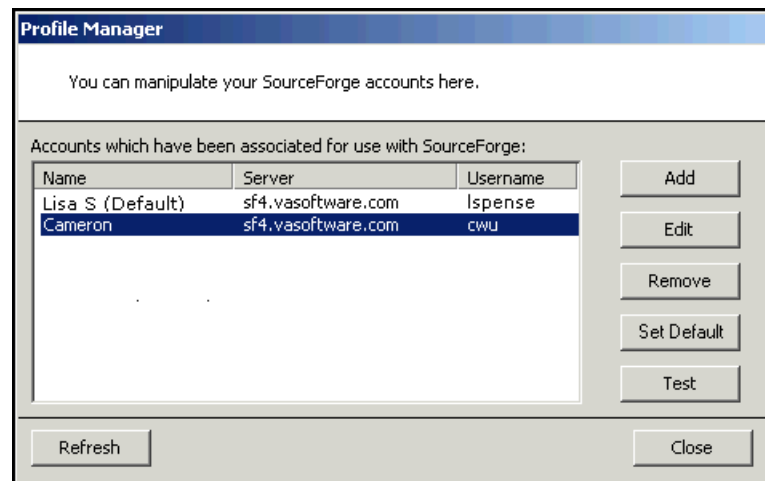 Profile Manager
You can manipulate your SourceForge accounts here.
Accounts which have been associated for use with SourceForge:
Name Server Username
Lisa S (Default) sf4.vasoftware.com lspense
Cameron sf4.vasoftware.com cwu
Add
Edit
Remove
Set Default
Test
Refresh
Close